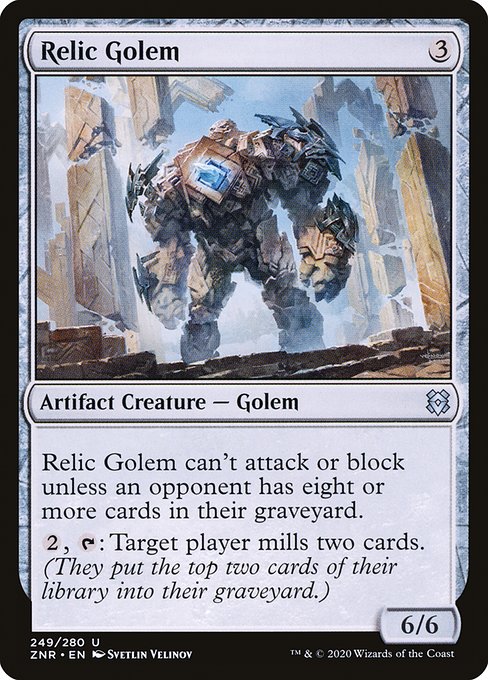 Relic Golem 3
Artifact Creature — Golem
Relic Golem can't attack or block
unless an opponent has eight or
more cards in their graveyard.
2, : Target player mills two cards.
(They put the top two cards of their
library into their graveyard.)
6/6
249/280 U
ZNR • EN Svetlin Velinov
™ & © 2020 Wizards of the Coast